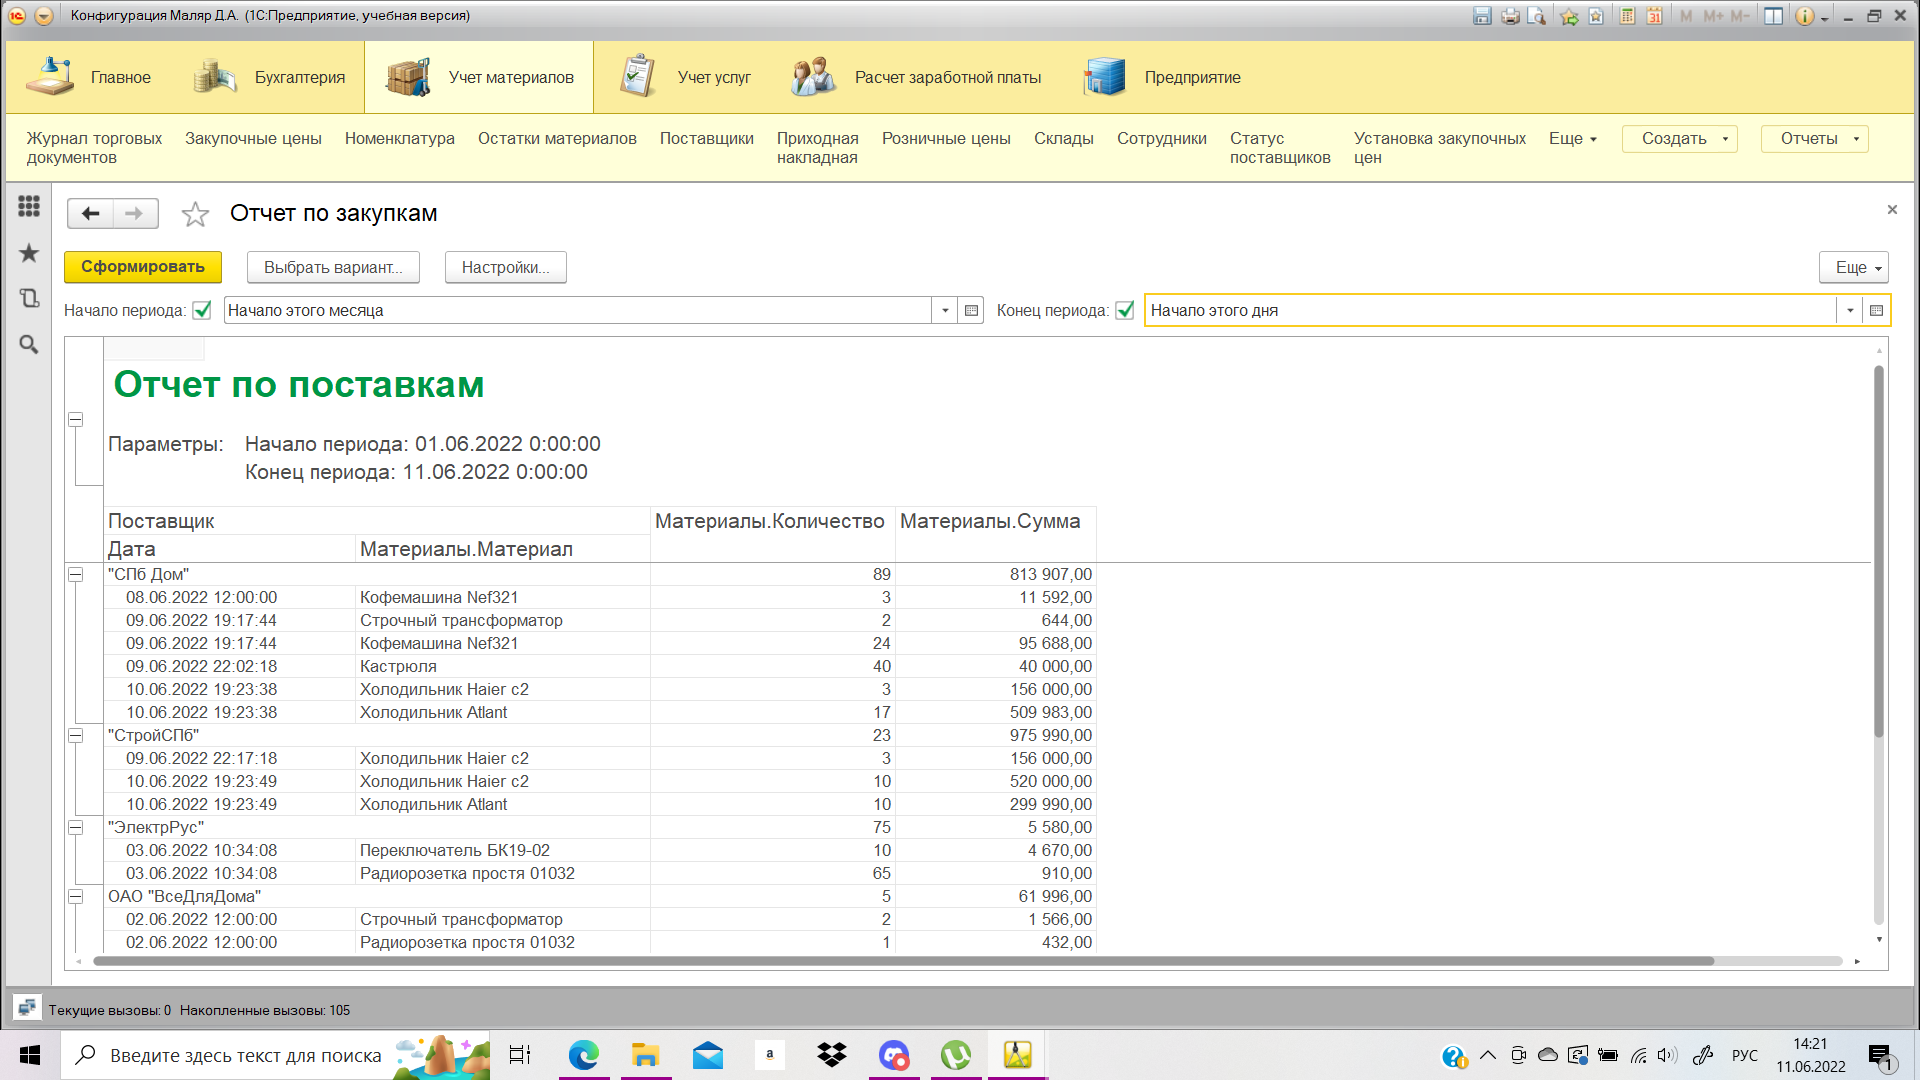 Конфигурация Маляр Д.А. (1С:Предприятие, учебная версия)
M M+ M-
Главное
Бухгалтерия
Учет материалов
Учет услуг
Расчет заработной платы
Предприятие
Журнал торговых документов
Закупочные цены
Номенклатура
Остатки материалов
Поставщики
Приходная накладная
Розничные цены
Склады
Сотрудники
Статус поставщиков
Установка закупочных цен
Еще
Создать
Отчеты
Отчет по закупкам
Сформировать
Выбрать вариант...
Настройки...
Еще
Начало периода: Начало этого месяца
Конец периода: Начало этого дня
Отчет по поставкам
Параметры: Начало периода: 01.06.2022 0:00:00
Конец периода: 11.06.2022 0:00:00
Поставщик Материалы.Количество Материалы.Сумма
Дата Материалы.Материал
"СПб Дом" 89 813 907,00
08.06.2022 12:00:00 Кофемашина Nef321 3 11 592,00
09.06.2022 19:17:44 Строчный трансформатор 2 644,00
09.06.2022 19:17:44 Кофемашина Nef321 24 95 688,00
09.06.2022 22:02:18 Кастрюля 40 40 000,00
10.06.2022 19:23:38 Холодильник Haier c2 3 156 000,00
10.06.2022 19:23:38 Холодильник Atlant 17 509 983,00
"СтройСПб" 23 975 990,00
09.06.2022 22:17:18 Холодильник Haier c2 3 156 000,00
10.06.2022 19:23:49 Холодильник Haier c2 10 520 000,00
10.06.2022 19:23:49 Холодильник Atlant 10 299 990,00
"ЭлектрРус" 75 5 580,00
03.06.2022 10:34:08 Переключатель БК19-02 10 4 670,00
03.06.2022 10:34:08 Радиорозетка простя 01032 65 910,00
ОАО "ВсеДляДома" 5 61 996,00
02.06.2022 12:00:00 Строчный трансформатор 2 1 566,00
02.06.2022 12:00:00 Радиорозетка простя 01032 1 432,00
Текущие вызовы: 0 Накопленные вызовы: 105
Введите здесь текст для поиска
a
РУС
14:21
11.06.2022
1